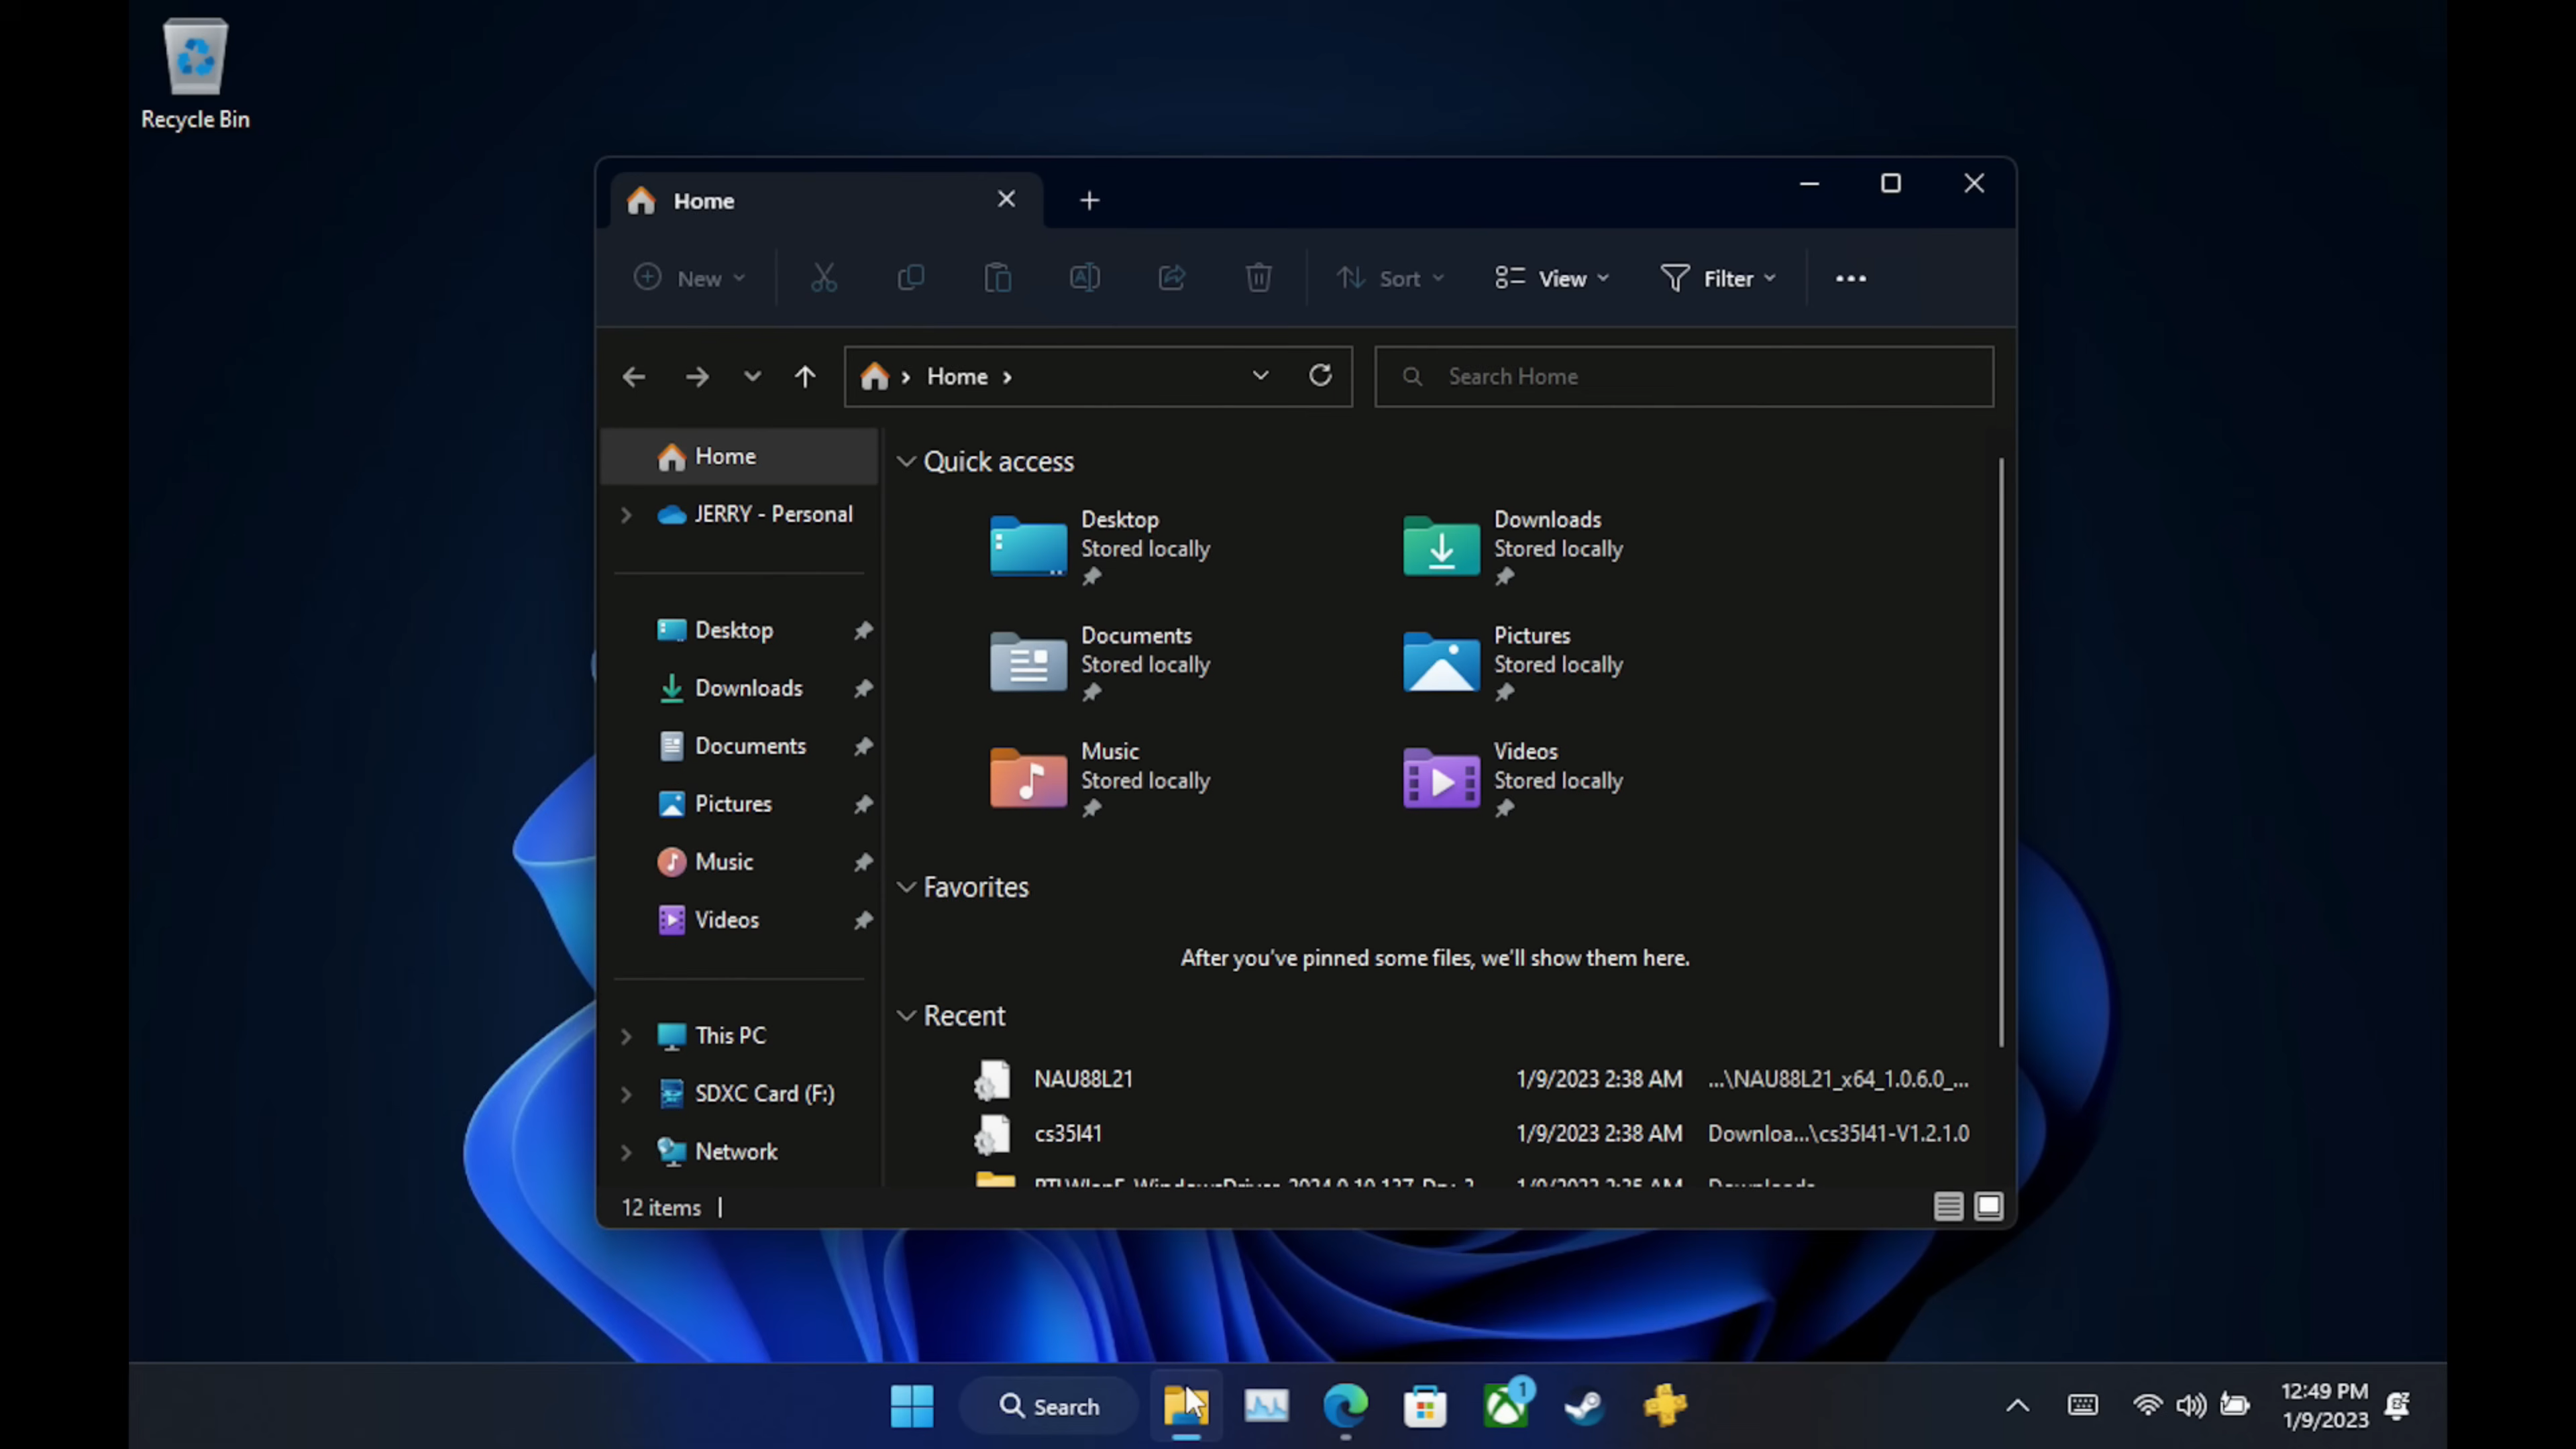 Recycle Bin
Home
New
Sort
View
Filter
Home
Search Home
Home
JERRY - Personal
Desktop
Downloads
Documents
Pictures
Music
Videos
This PC
SDXC Card (F:)
Network
Quick access
Desktop
Stored locally
Downloads
Stored locally
Documents
Stored locally
Pictures
Stored locally
Music
Stored locally
Videos
Stored locally
Favorites
After you've pinned some files, we'll show them here.
Recent
NAU88L21 1/9/2023 2:38 AM ...\NAU88L21_x64_1.0.6.0_...
cs35l41 1/9/2023 2:38 AM Downloa...\cs35l41-V1.2.1.0
12 items
Search
1
12:49 PM
1/9/2023